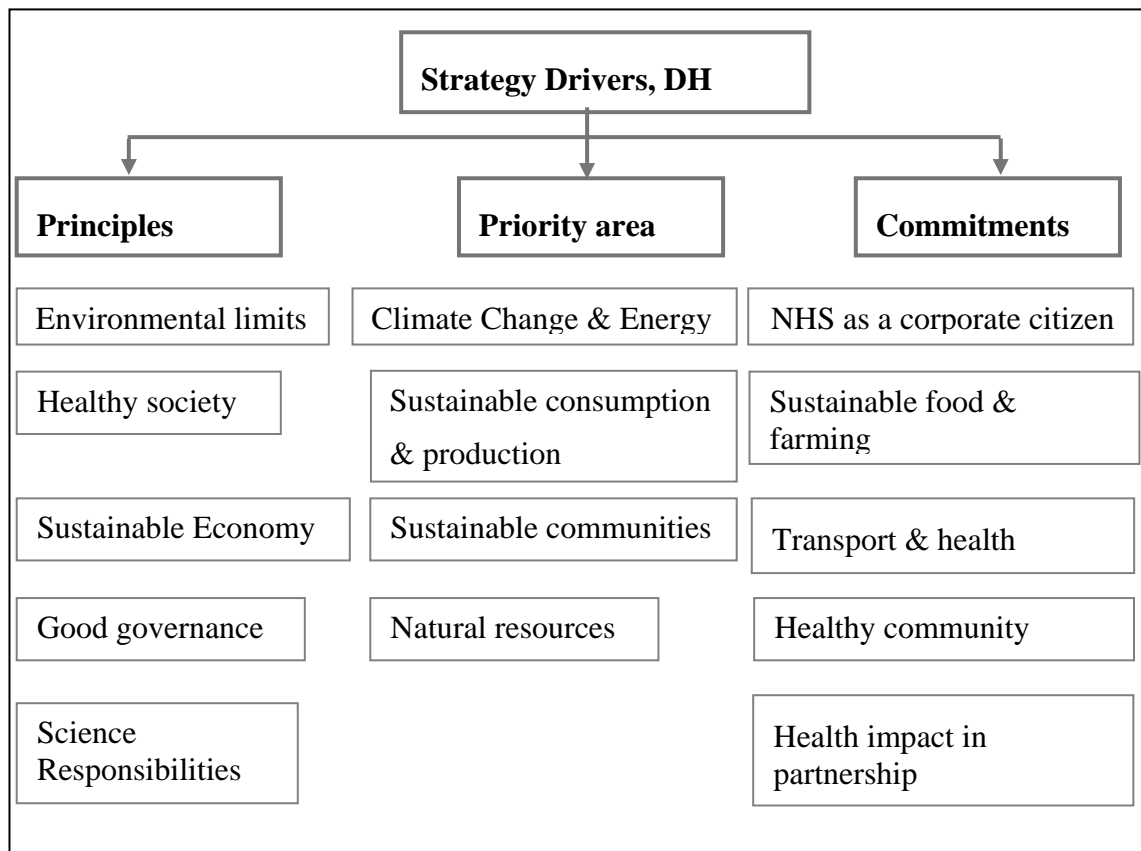 Strategy Drivers, DH
Principles
Priority area
Commitments
Environmental limits
Climate Change & Energy
NHS as a corporate citizen
Healthy society
Sustainable consumption
& production
Sustainable food &
farming
Sustainable Economy
Sustainable communities
Transport & health
Good governance
Natural resources
Healthy community
Science
Responsibilities
Health impact in
partnership